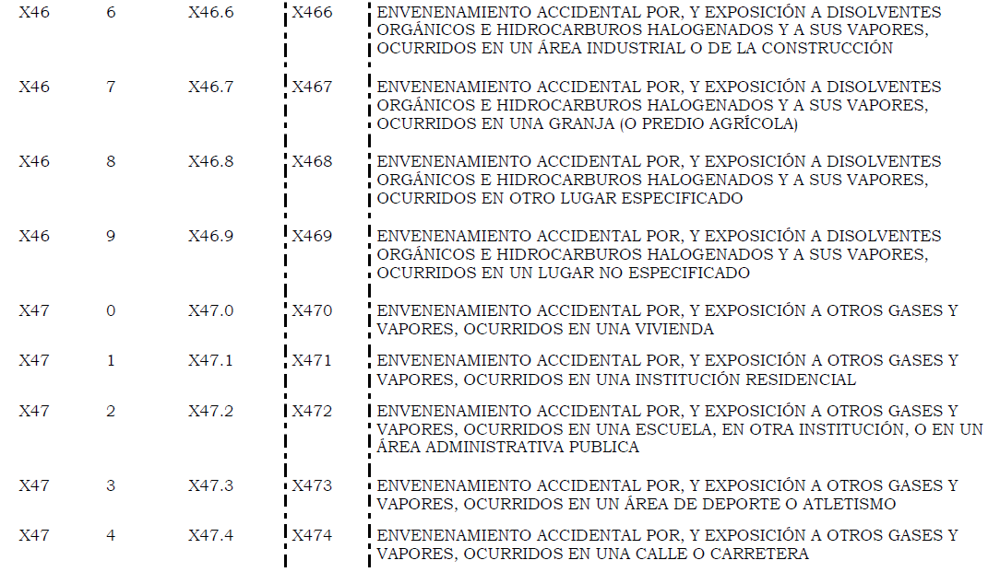 X46 6 X46.6 X466 ENVENENAMIENTO ACCIDENTAL POR, Y EXPOSICIÓN A DISOLVENTES
ORGÁNICOS E HIDROCARBUROS HALOGENADOS Y A SUS VAPORES,
OCURRIDOS EN UN ÁREA INDUSTRIAL O DE LA CONSTRUCCIÓN
X46 7 X46.7 X467 ENVENENAMIENTO ACCIDENTAL POR, Y EXPOSICIÓN A DISOLVENTES
ORGÁNICOS E HIDROCARBUROS HALOGENADOS Y A SUS VAPORES,
OCURRIDOS EN UNA GRANJA (O PREDIO AGRÍCOLA)
X46 8 X46.8 X468 ENVENENAMIENTO ACCIDENTAL POR, Y EXPOSICIÓN A DISOLVENTES
ORGÁNICOS E HIDROCARBUROS HALOGENADOS Y A SUS VAPORES,
OCURRIDOS EN OTRO LUGAR ESPECIFICADO
X46 9 X46.9 X469 ENVENENAMIENTO ACCIDENTAL POR, Y EXPOSICIÓN A DISOLVENTES
ORGÁNICOS E HIDROCARBUROS HALOGENADOS Y A SUS VAPORES,
OCURRIDOS EN UN LUGAR NO ESPECIFICADO
X47 0 X47.0 X470 ENVENENAMIENTO ACCIDENTAL POR, Y EXPOSICIÓN A OTROS GASES Y
VAPORES, OCURRIDOS EN UNA VIVIENDA
X47 1 X47.1 X471 ENVENENAMIENTO ACCIDENTAL POR, Y EXPOSICIÓN A OTROS GASES Y
VAPORES, OCURRIDOS EN UNA INSTITUCIÓN RESIDENCIAL
X47 2 X47.2 X472 ENVENENAMIENTO ACCIDENTAL POR, Y EXPOSICIÓN A OTROS GASES Y
VAPORES, OCURRIDOS EN UNA ESCUELA, EN OTRA INSTITUCIÓN, O EN UN
ÁREA ADMINISTRATIVA PUBLICA
X47 3 X47.3 X473 ENVENENAMIENTO ACCIDENTAL POR, Y EXPOSICIÓN A OTROS GASES Y
VAPORES, OCURRIDOS EN UN ÁREA DE DEPORTE O ATLETISMO
X47 4 X47.4 X474 ENVENENAMIENTO ACCIDENTAL POR, Y EXPOSICIÓN A OTROS GASES Y
VAPORES, OCURRIDOS EN UNA CALLE O CARRETERA